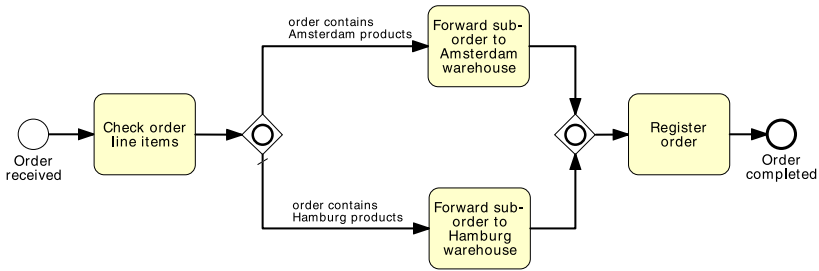 order contains
Amsterdam products
Forward sub-
order to
Amsterdam
warehouse
Order
received
Check order
line items
Register
order
Order
completed
order contains
Hamburg products
Forward sub-
order to
Hamburg
warehouse